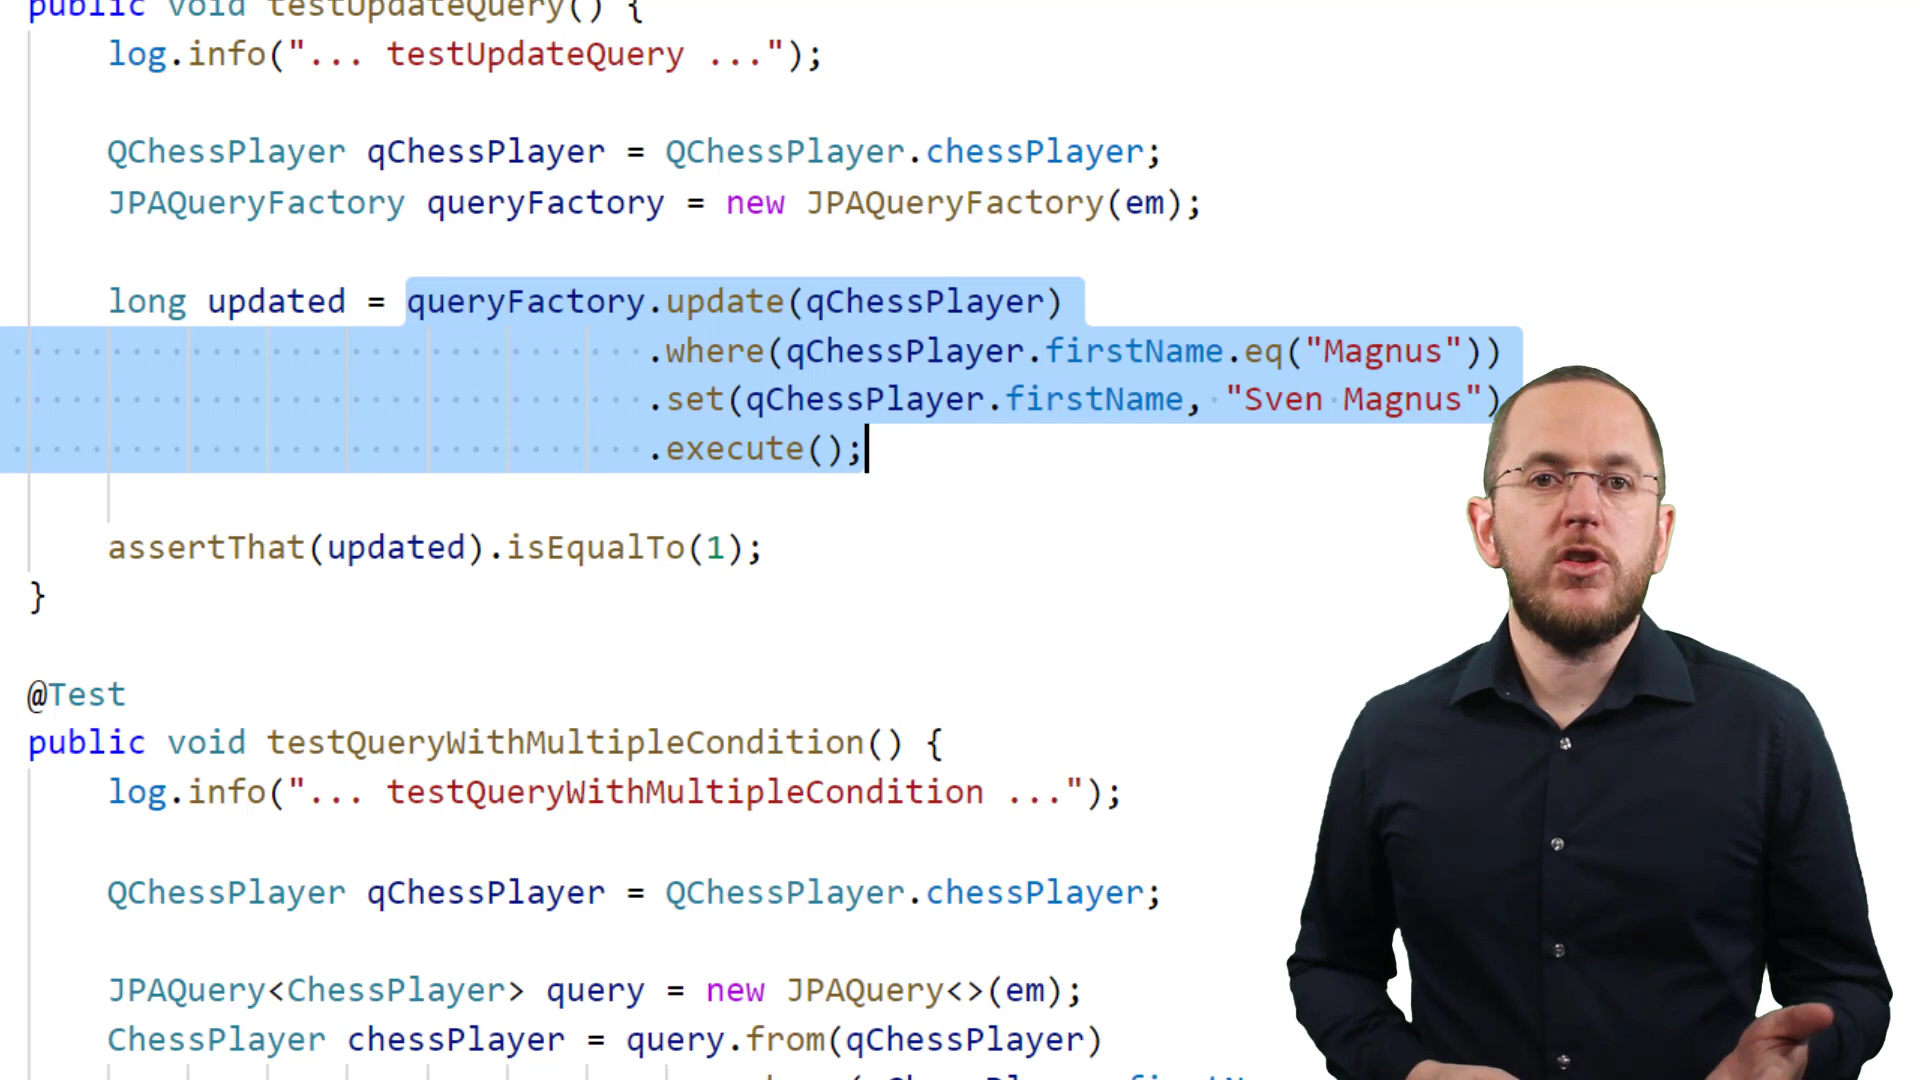 public void testUpdateQuery() {
log.info("... testUpdateQuery ...");
QChessPlayer qChessPlayer = QChessPlayer.chessPlayer;
JPAQueryFactory queryFactory = new JPAQueryFactory(em);
long updated = queryFactory.update(qChessPlayer)
.where(qChessPlayer.firstName.eq("Magnus"))
.set(qChessPlayer.firstName, "Sven Magnus")
.execute();
assertThat(updated).isEqualTo(1);
}
@Test
public void testQueryWithMultipleCondition() {
log.info("... testQueryWithMultipleCondition ...");
QChessPlayer qChessPlayer = QChessPlayer.chessPlayer;
JPAQuery<ChessPlayer> query = new JPAQuery<>(em);
ChessPlayer chessPlayer = query.from(qChessPlayer)